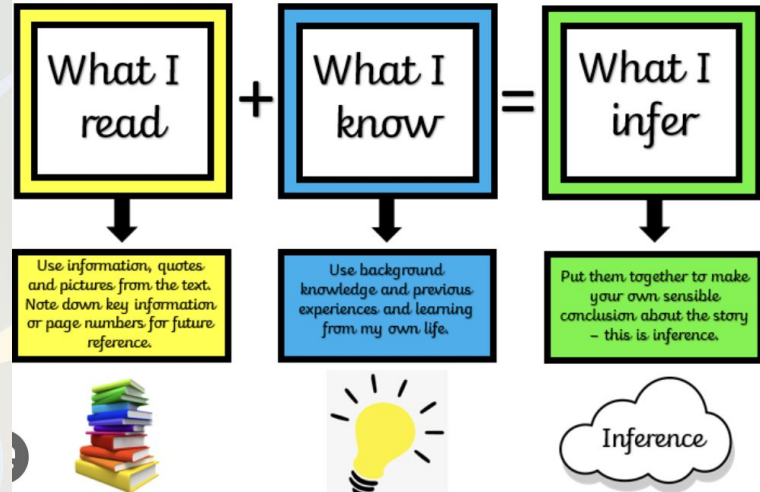 What I
read
+
What I
know
=
What I
infer
Use information, quotes
and pictures from the text.
Note down key information
or page numbers for future
reference.
Use background
knowledge and previous
experiences and learning
from my own life.
Put them together to make
your own sensible
conclusion about the story
– this is inference.
Inference